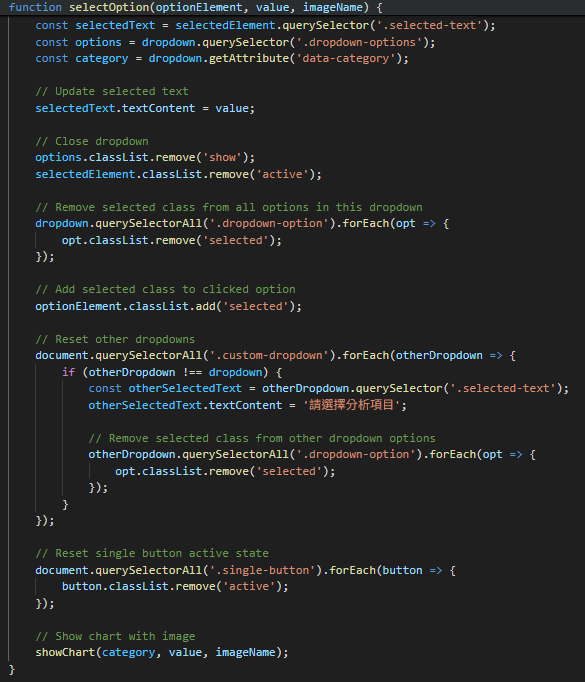 function selectOption(optionElement, value, imageName) {
    const selectedText = selectedElement.querySelector('.selected-text');
    const options = dropdown.querySelector('.dropdown-options');
    const category = dropdown.getAttribute('data-category');

    // Update selected text
    selectedText.textContent = value;

    // Close dropdown
    options.classList.remove('show');
    selectedElement.classList.remove('active');

    // Remove selected class from all options in this dropdown
    dropdown.querySelectorAll('.dropdown-option').forEach(opt => {
        opt.classList.remove('selected');
    });

    // Add selected class to clicked option
    optionElement.classList.add('selected');

    // Reset other dropdowns
    document.querySelectorAll('.custom-dropdown').forEach(otherDropdown => {
        if (otherDropdown !== dropdown) {
            const otherSelectedText = otherDropdown.querySelector('.selected-text');
            otherSelectedText.textContent = '請選擇分析項目';

            // Remove selected class from other dropdown options
            otherDropdown.querySelectorAll('.dropdown-option').forEach(opt => {
                opt.classList.remove('selected');
            });
        }
    });

    // Reset single button active state
    document.querySelectorAll('.single-button').forEach(button => {
        button.classList.remove('active');
    });

    // Show chart with image
    showChart(category, value, imageName);
}